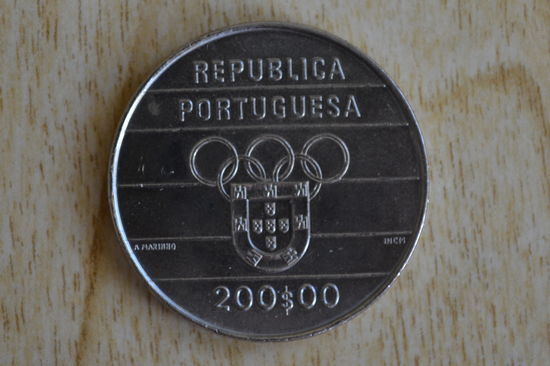 REPUBLICA
PORTUGUESA
A MARINHO
INCM
200$00